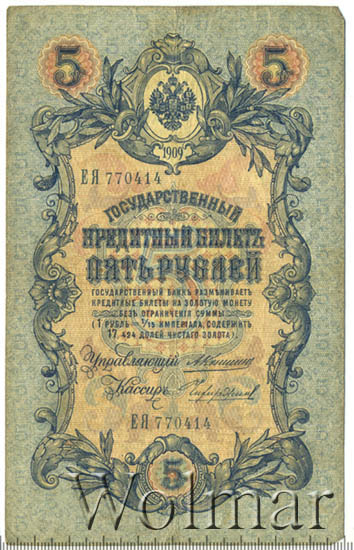 5 5
1909
ЕЯ 770414
ГОСУДАРСТВЕННЫЙ
КРЕДИТНЫЙ БИЛЕТЪ
ПЯТЬ РУБЛЕЙ
ГОСУДАРСТВЕННЫЙ БАНКЪ РАЗМѢНИВАЕТЪ
КРЕДИТНЫЕ БИЛЕТЫ НА ЗОЛОТУЮ МОНЕТУ
БЕЗЪ ОГРАНИЧЕНІЯ СУММЫ
(1 РУБЛЬ = 1/15 ИМПЕРІАЛА, СОДЕРЖИТЪ
17,424 ДОЛЕЙ ЧИСТАГО ЗОЛОТА).
Управляющій
Кассиръ
ЕЯ 770414
5
Wolmar